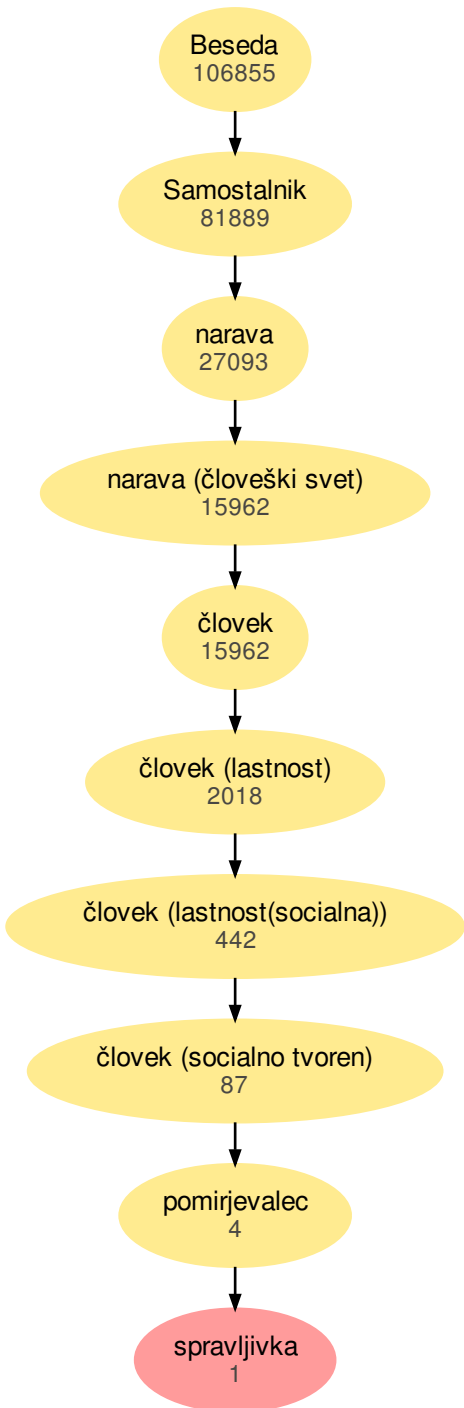 Beseda
106855
Samostalnik
81889
narava
27093
narava (človeški svet)
15962
človek
15962
človek (lastnost)
2018
človek (lastnost(socialna))
442
človek (socialno tvoren)
87
pomirjevalec
4
spravljivka
1